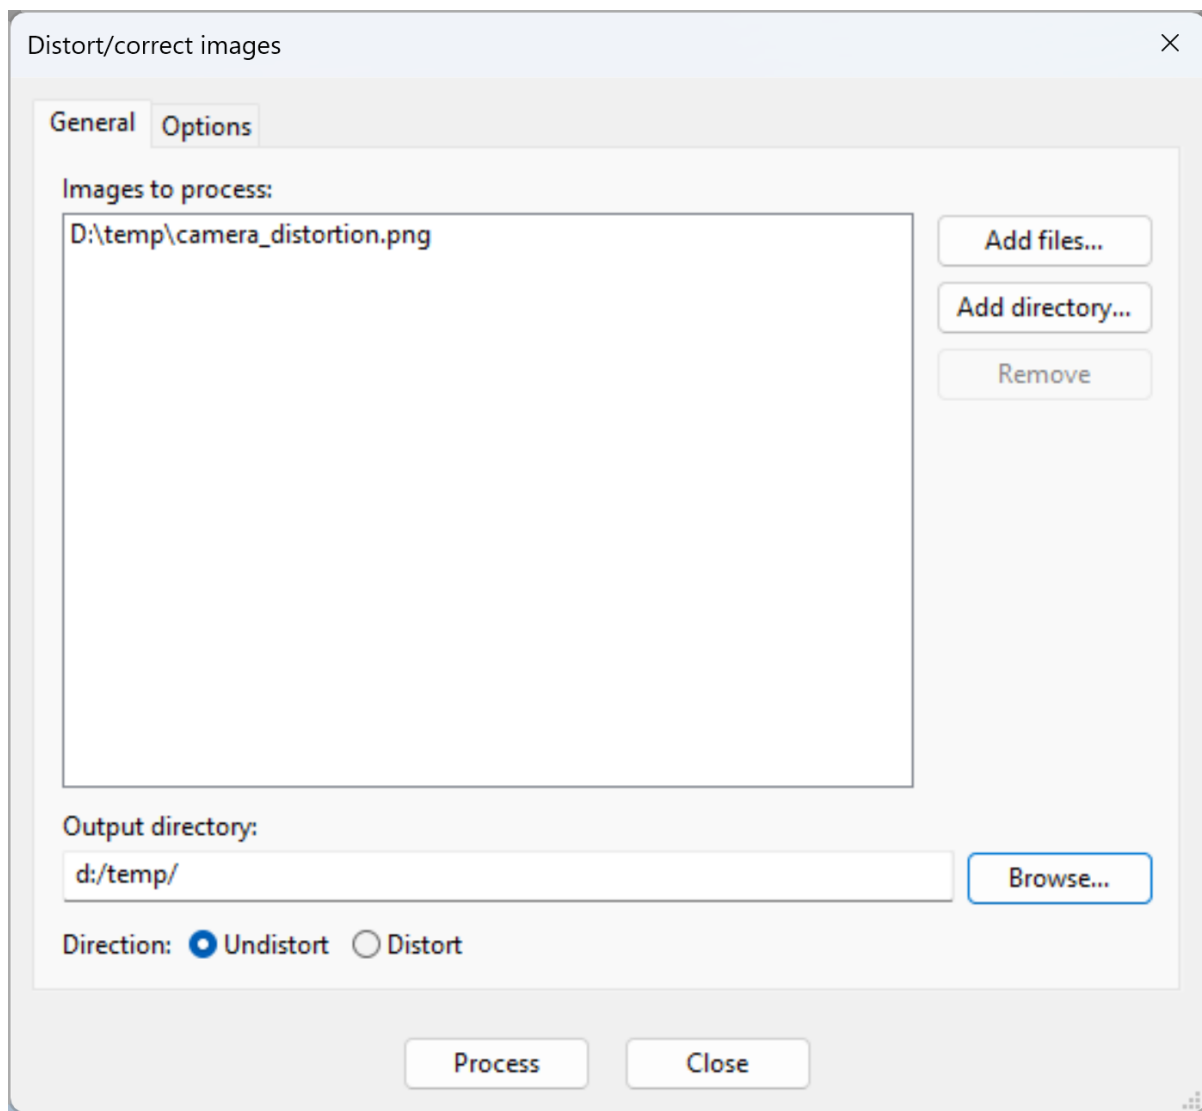 Distort/correct images
General
Options
Images to process:
D:\temp\camera_distortion.png
Add files...
Add directory...
Remove
Output directory:
d:/temp/
Browse...
Direction: Undistort Distort
Process
Close